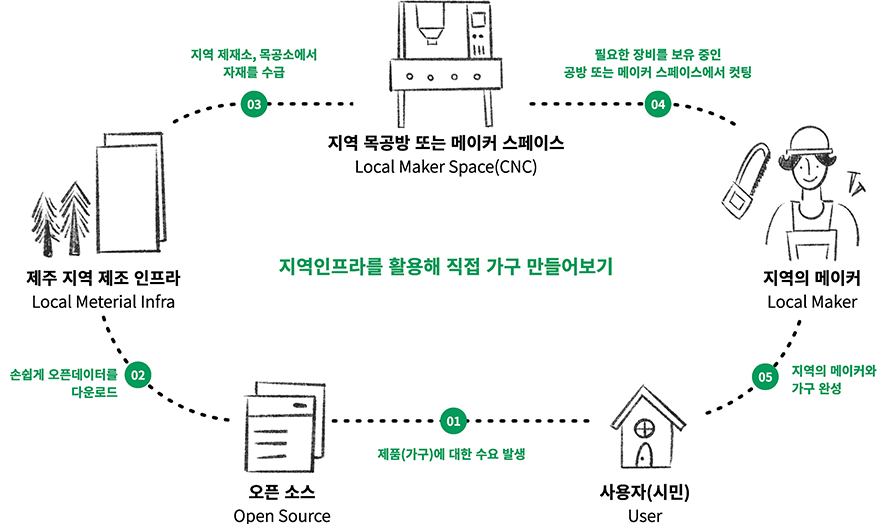 지역 제재소, 목공소에서
자재를 수급
03
필요한 장비를 보유 중인
공방 또는 메이커 스페이스에서 컷팅
04
지역 목공방 또는 메이커 스페이스
Local Maker Space(CNC)
제주 지역 제조 인프라
Local Meterial Infra
지역인프라를 활용해 직접 가구 만들어보기
지역의 메이커
Local Maker
손쉽게 오픈데이터를
다운로드
02
05
지역의 메이커와
가구 완성
01
제품(가구)에 대한 수요 발생
오픈 소스
Open Source
사용자(시민)
User